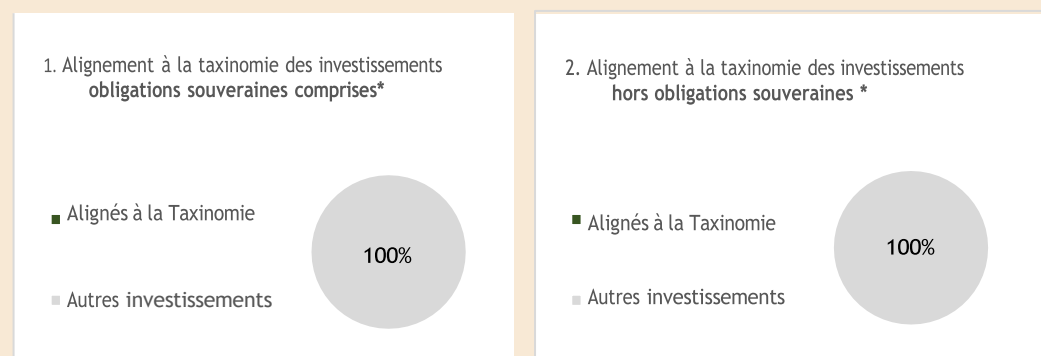 1. Alignement à la taxinomie des investissements
obligations souveraines comprises*
Alignés à la Taxinomie
100%
Autres investissements
2. Alignement à la taxinomie des investissements
hors obligations souveraines *
Alignés à la Taxinomie
100%
Autres investissements